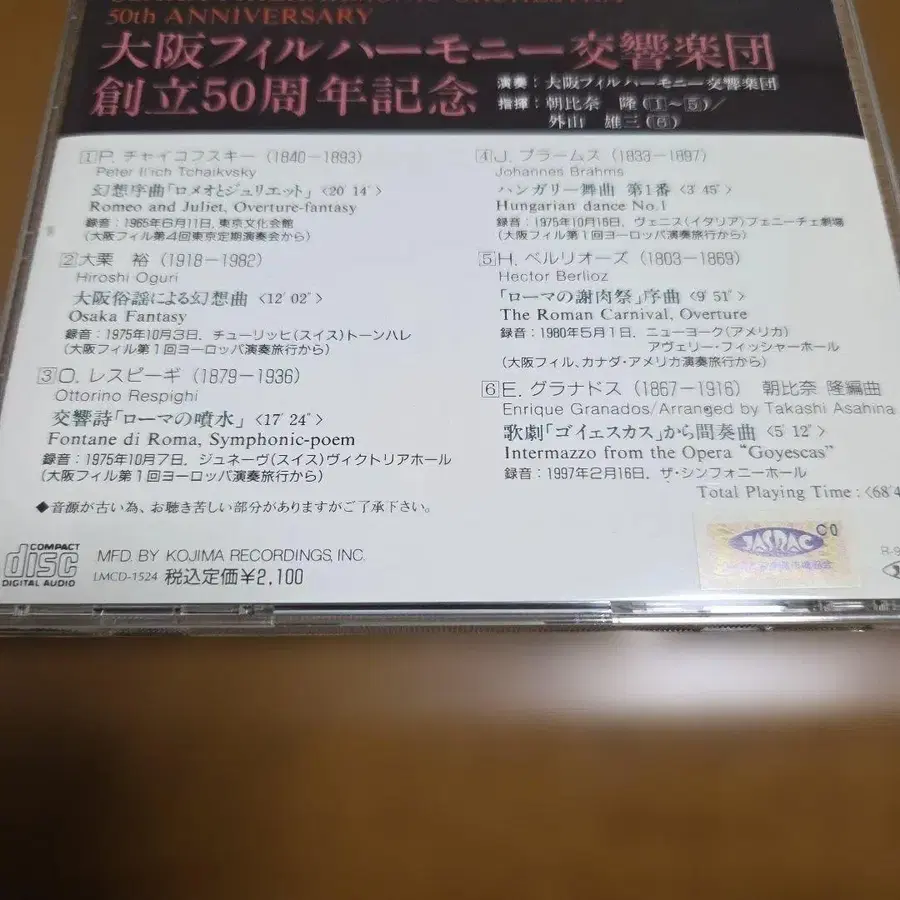 50th ANNIVERSARY
大阪フィルハーモニー交響楽団
創立50周年記念
演奏：大阪フィルハーモニー交響楽団
指揮：朝比奈 隆(1〜5)／
外山 雄三(6)
1 P. チャイコフスキー（1840−1893）
Peter Il'ich Tchaikvsky
幻想序曲「ロメオとジュリエット」〈20′14″〉
Romeo and Juliet, Overture-fantasy
録音：1965年6月11日, 東京文化会館
（大阪フィル第4回東京定期演奏会から）
2 大栗 裕（1918−1982）
Hiroshi Oguri
大阪俗謡による幻想曲〈12′02″〉
Osaka Fantasy
録音：1975年10月3日, チューリッヒ(スイス)トーンハレ
（大阪フィル第1回ヨーロッパ演奏旅行から）
3 O. レスピーギ（1879−1936）
Ottorino Respighi
交響詩「ローマの噴水」〈17′24″〉
Fontane di Roma, Symphonic-poem
録音：1975年10月7日, ジュネーヴ(スイス)ヴィクトリアホール
（大阪フィル第1回ヨーロッパ演奏旅行から）
◆音源が古い為、お聴き苦しい部分がありますがご了承下さい。
4 J. ブラームス（1833−1897）
Johannes Brahms
ハンガリー舞曲 第1番〈3′45″〉
Hungarian dance No.1
録音：1975年10月16日, ヴェニス(イタリア)フェニーチェ劇場
（大阪フィル第1回ヨーロッパ演奏旅行から）
5 H. ベルリオーズ（1803−1869）
Hector Berlioz
「ローマの謝肉祭」序曲〈9′51″〉
The Roman Carnival, Overture
録音：1980年5月1日, ニューヨーク(アメリカ)
アヴェリー・フィッシャーホール
（大阪フィル, カナダ・アメリカ演奏旅行から）
6 E. グラナドス（1867−1916） 朝比奈 隆編曲
Enrique Granados/Arranged by Takashi Asahina
歌劇「ゴイェスカス」から間奏曲〈5′12″〉
Intermazzo from the Opera "Goyescas"
録音：1997年2月16日, ザ・シンフォニーホール
Total Playing Time：〈68′4
COMPACT
disc
DIGITAL AUDIO
MFD. BY KOJIMA RECORDINGS, INC.
LMCD-1524 税込定価¥2,100
JASRAC
CO
R-9